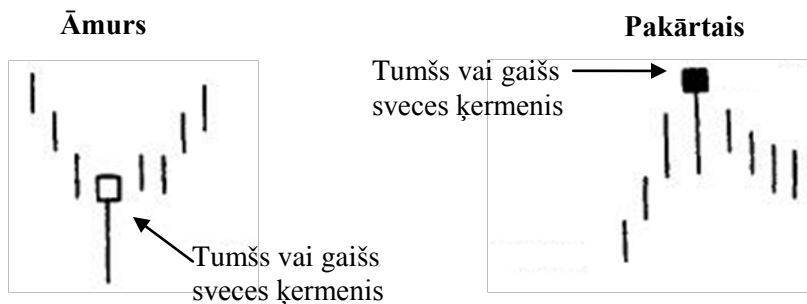 Āmurs
Pakārtais
Tumšs vai gaišs
sveces ķermenis
Tumšs vai gaišs
sveces ķermenis